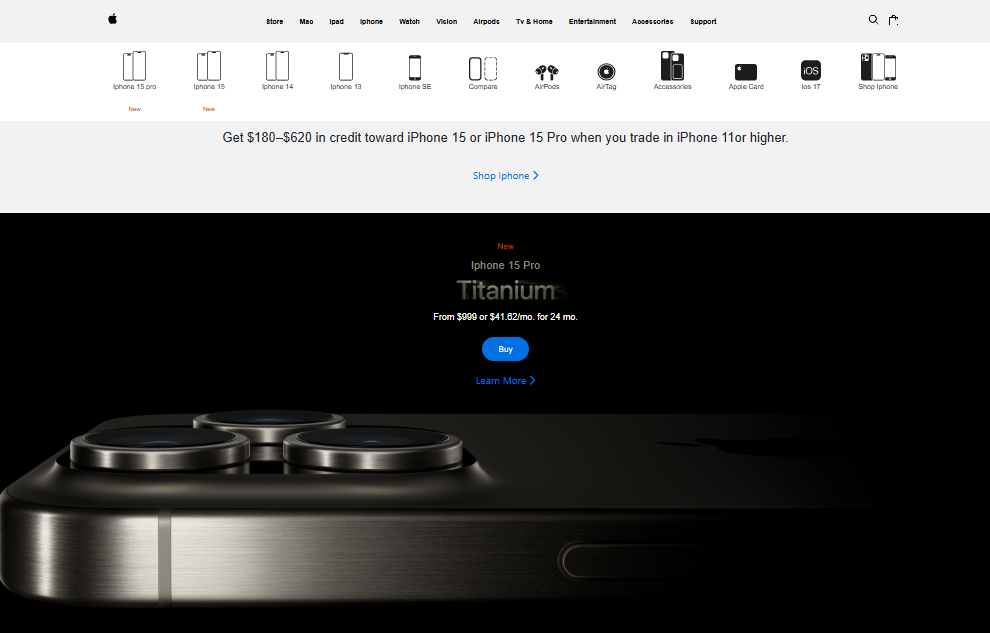 Store Mac Ipad Iphone Watch Vision Airpods Tv & Home Entertainment Accessories Support
Iphone 15 pro Iphone 15 Iphone 14 Iphone 13 Iphone SE Compare AirPods AirTag Accessories Apple Card Ios 17 Shop Iphone
iOS
New New
Get $180–$620 in credit toward iPhone 15 or iPhone 15 Pro when you trade in iPhone 11or higher.
Shop Iphone
New
Iphone 15 Pro
Titanium
From $999 or $41.62/mo. for 24 mo.
Buy
Learn More